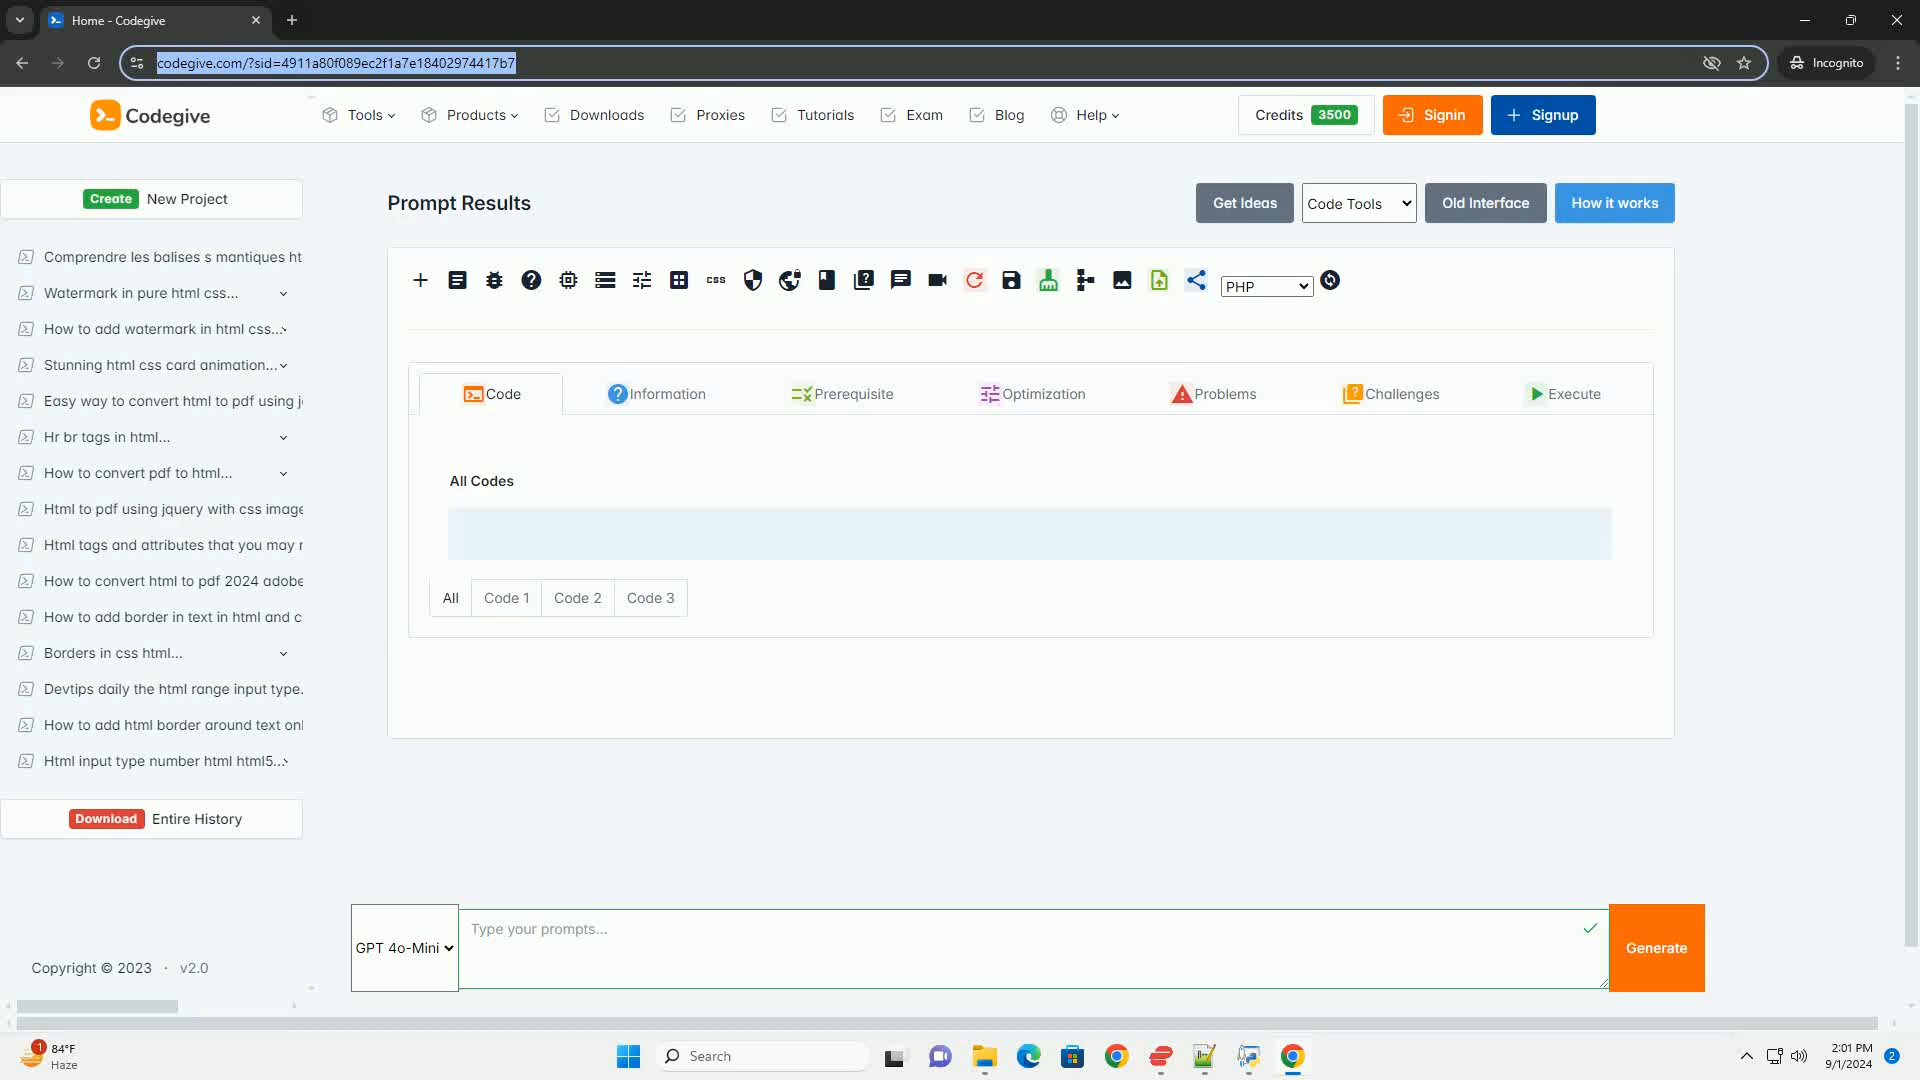 Home - Codegive
codegive.com/?sid=4911a80f089ec2f1a7e18402974417b7
Incognito
Codegive
Tools
Products
Downloads
Proxies
Tutorials
Exam
Blog
Help
Credits 3500
Signin
Signup
Create New Project
Comprendre les balises s mantiques ht
Watermark in pure html css...
How to add watermark in html css...
Stunning html css card animation...
Easy way to convert html to pdf using j
Hr br tags in html...
How to convert pdf to html...
Html to pdf using jquery with css image
Html tags and attributes that you may r
How to convert html to pdf 2024 adobe
How to add border in text in html and c
Borders in css html...
Devtips daily the html range input type.
How to add html border around text onl
Html input type number html html5...
Download Entire History
Copyright © 2023 · v2.0
Prompt Results
Get Ideas
Code Tools
Old Interface
How it works
css
PHP
Code
Information
Prerequisite
Optimization
Problems
Challenges
Execute
All Codes
All
Code 1
Code 2
Code 3
GPT 4o-Mini
Type your prompts...
Generate
1
84°F
Haze
Search
2:01 PM
9/1/2024
2